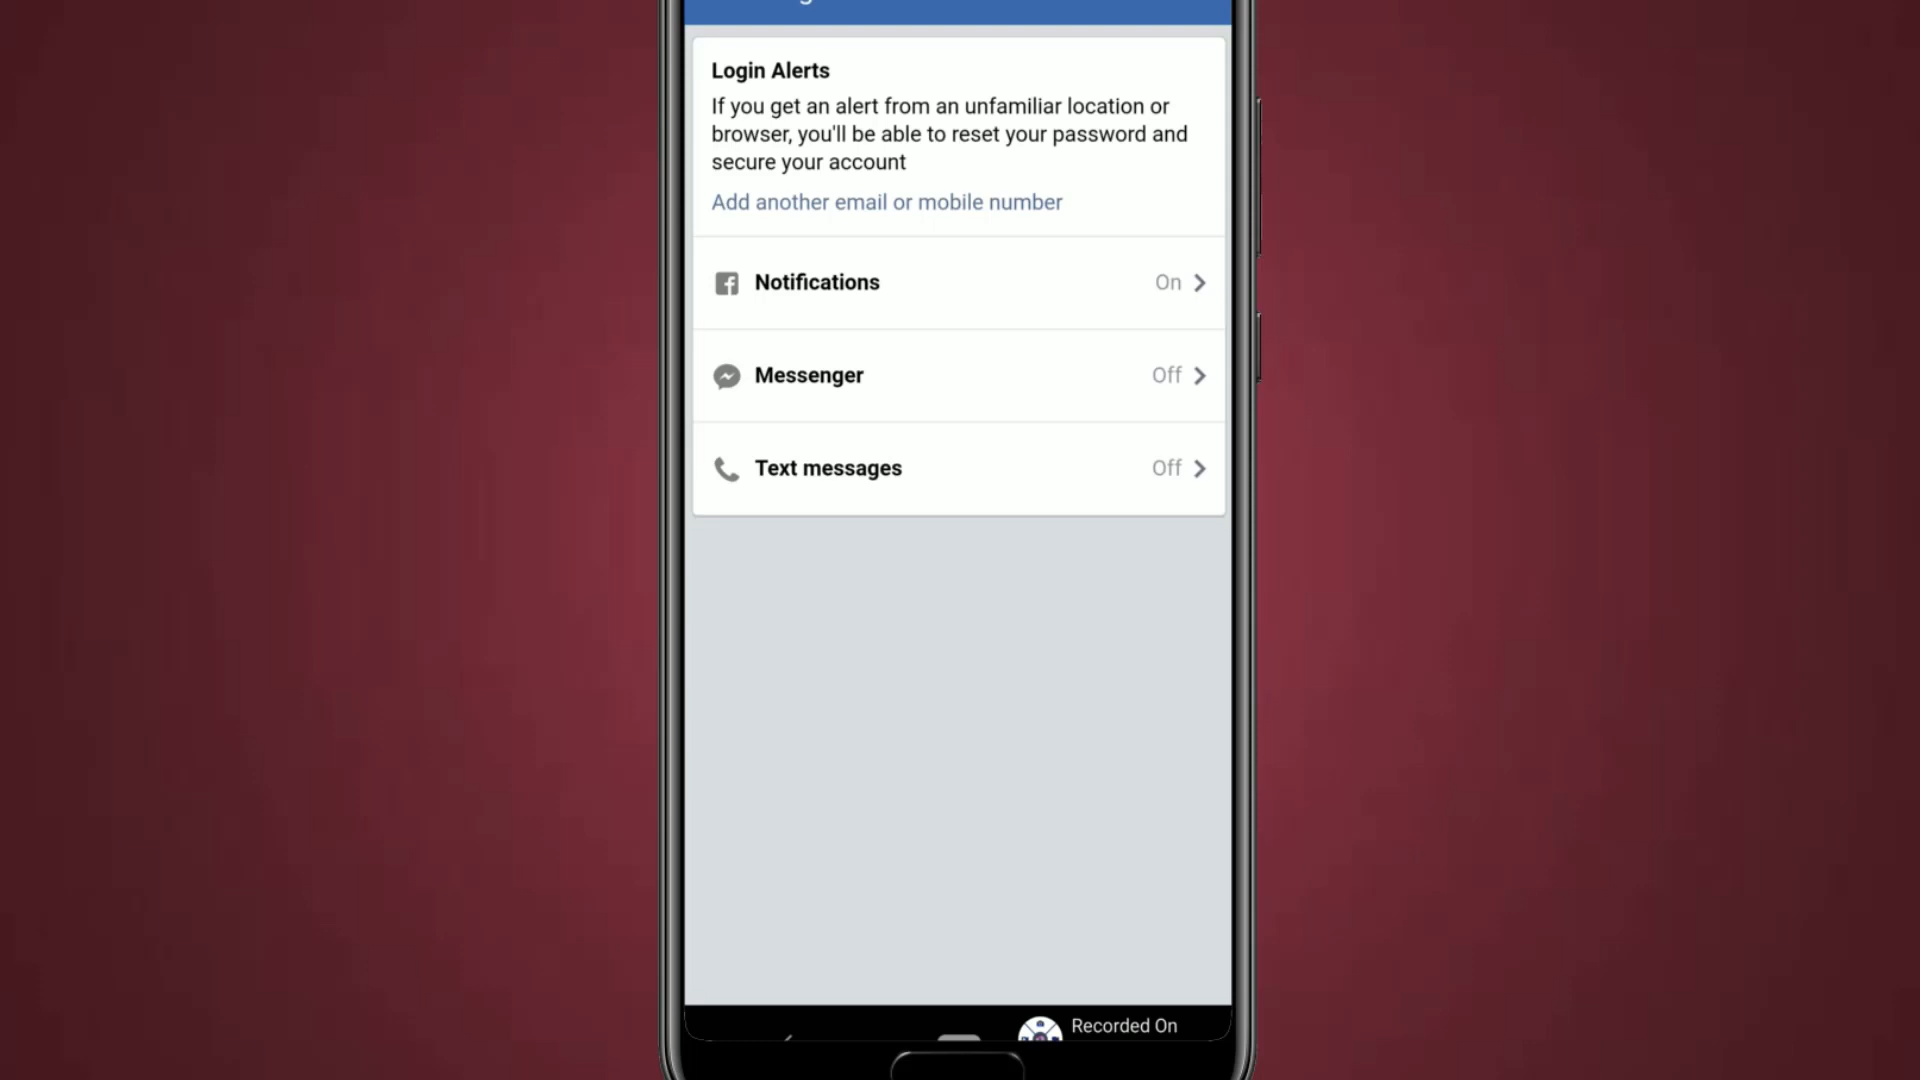 Login Alerts
If you get an alert from an unfamiliar location or
browser, you'll be able to reset your password and
secure your account
Add another email or mobile number
Notifications On
Messenger Off
Text messages Off
Recorded On